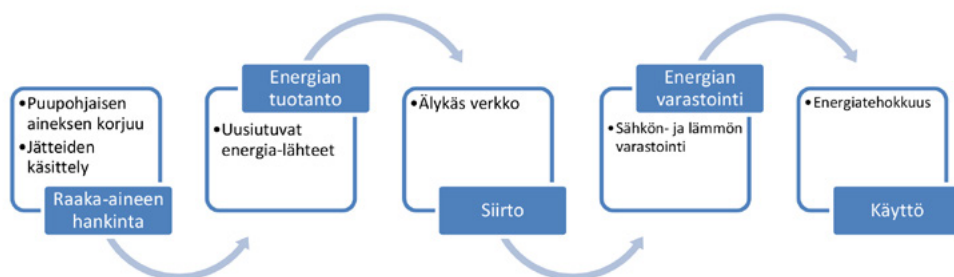 •Puupohjaisen
aineksen korjuu
•Jätteiden
käsittely
Raaka-aineen
hankinta
Energian
tuotanto
•Uusiutuvat
energia-lähteet
•Älykäs verkko
Siirto
Energian
varastointi
•Sähkön- ja lämmön
varastointi
•Energiatehokkuus
Käyttö